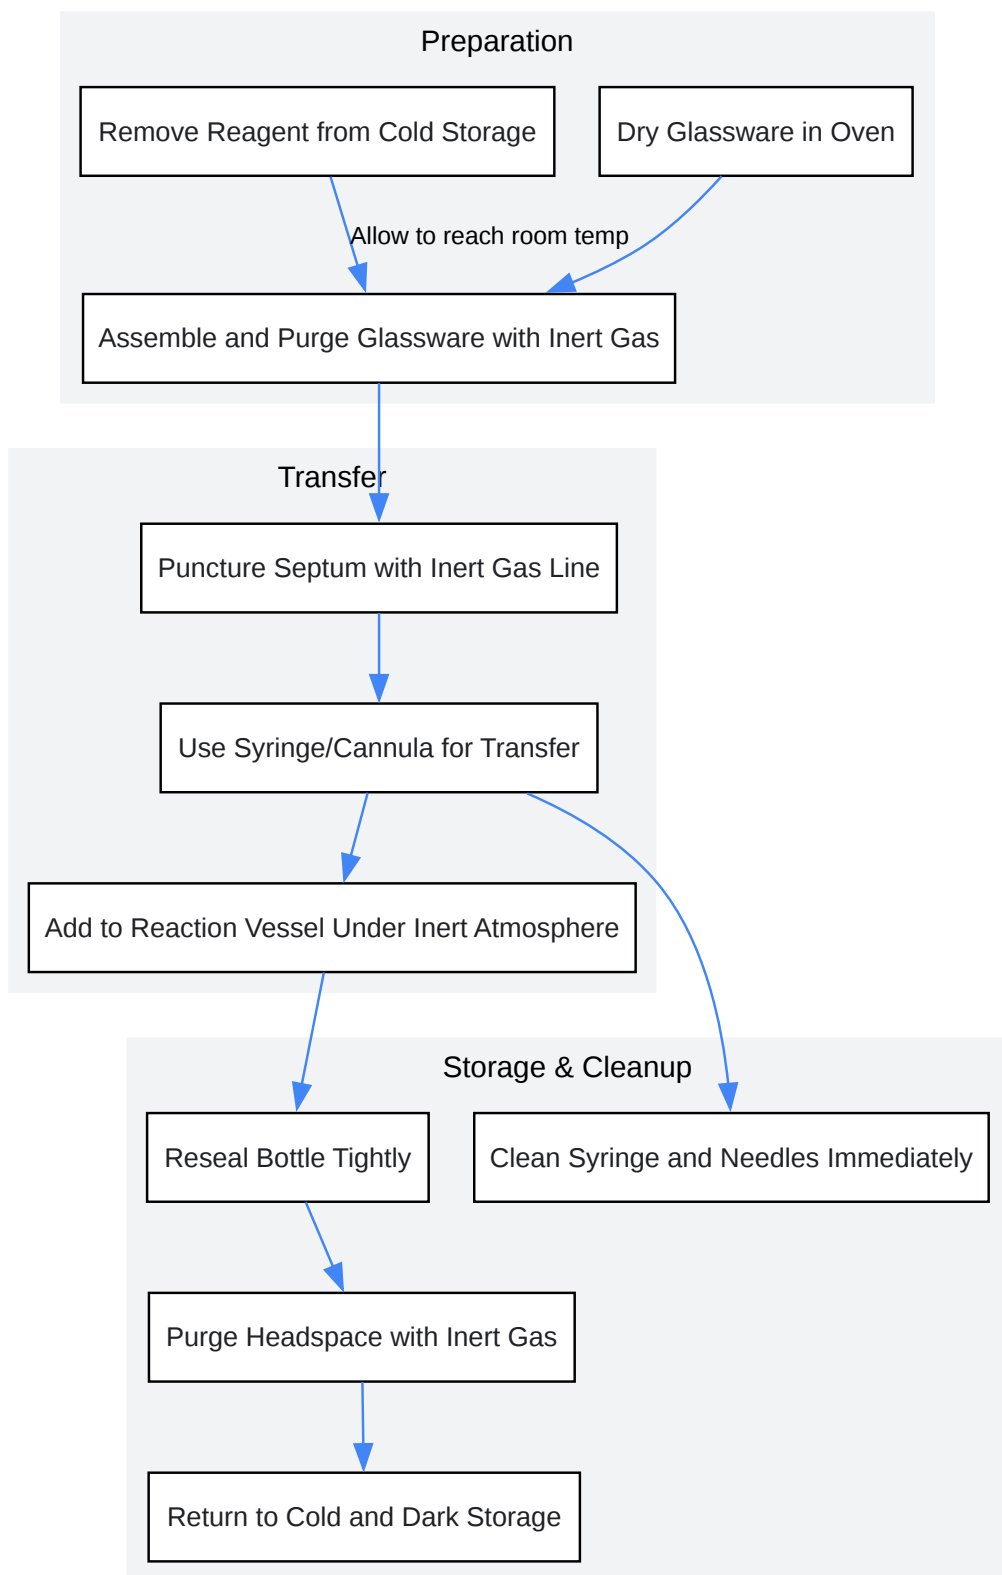 Preparation
Remove Reagent from Cold Storage
Dry Glassware in Oven
Allow to reach room temp
Assemble and Purge Glassware with Inert Gas
Transfer
Puncture Septum with Inert Gas Line
Use Syringe/Cannula for Transfer
Add to Reaction Vessel Under Inert Atmosphere
Storage & Cleanup
Reseal Bottle Tightly
Clean Syringe and Needles Immediately
Purge Headspace with Inert Gas
Return to Cold and Dark Storage